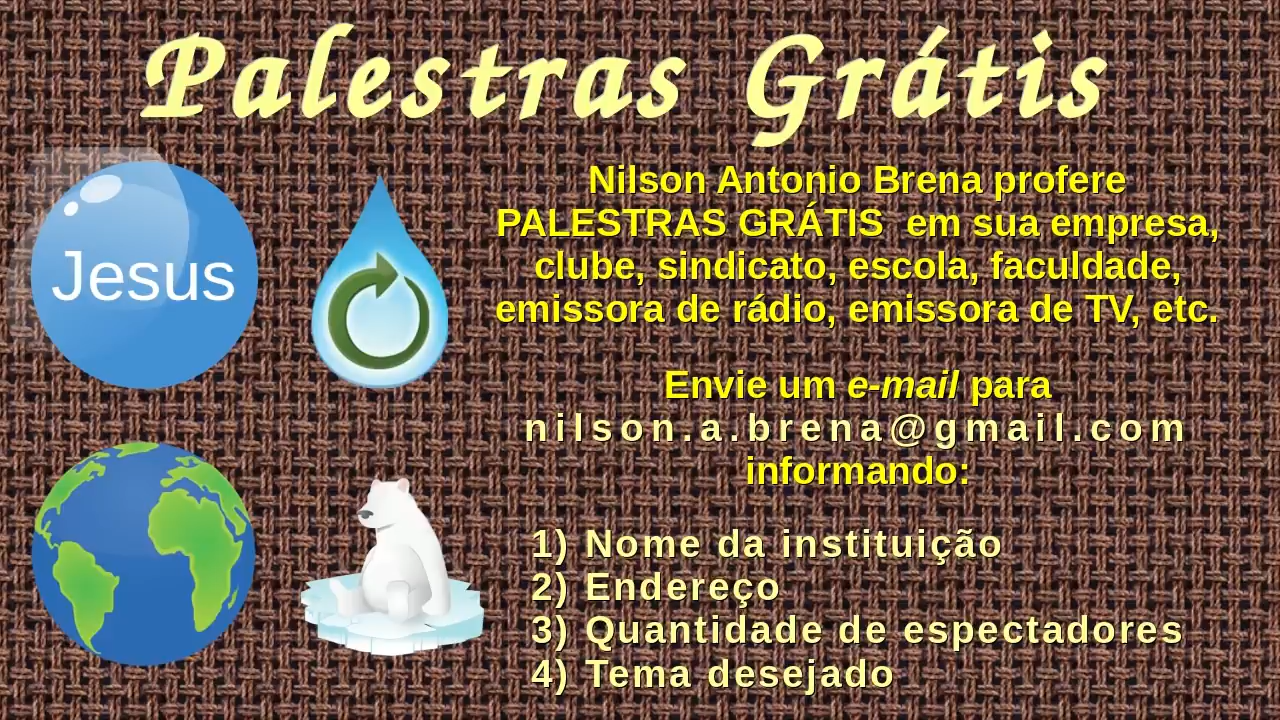 Palestras Grátis
Jesus
Nilson Antonio Brena profere
PALESTRAS GRÁTIS em sua empresa,
clube, sindicato, escola, faculdade,
emissora de rádio, emissora de TV, etc.
Envie um e-mail para
nilson.a.brena@gmail.com
informando:
1) Nome da instituição
2) Endereço
3) Quantidade de espectadores
4) Tema desejado